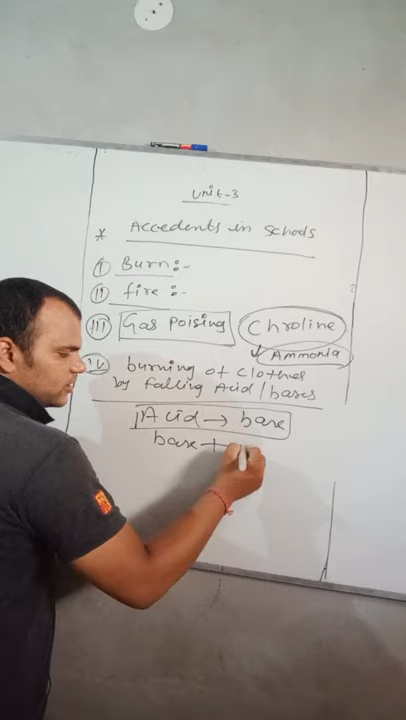 Unit-3
* Accedents in Schools
(I) Burn:-
(II) fire :-
(III) Gas Poising Chroline
↓ Ammonia
(IV) burning of Clothes
by falling Acid/bases
Acid → base
base +